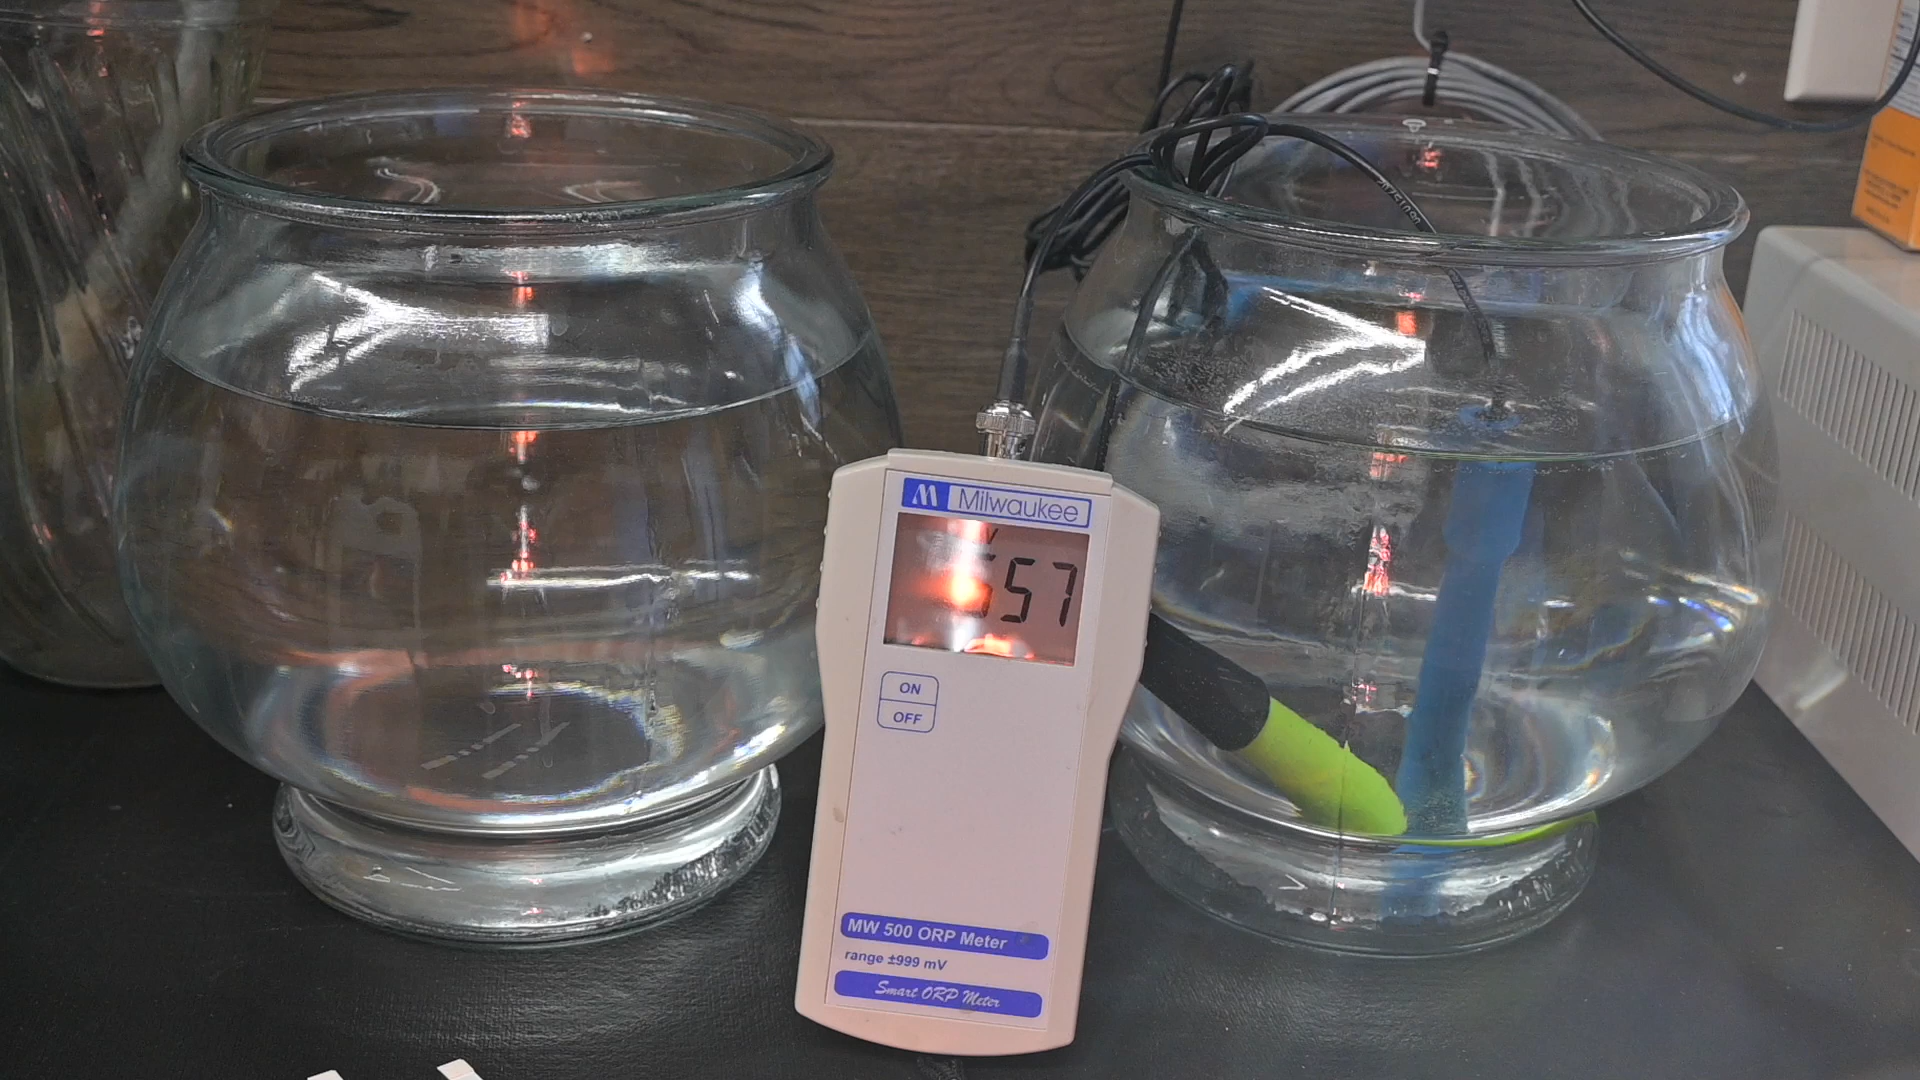 Milwaukee
57
ON
OFF
MW 500 ORP Meter
range ±999 mV
Smart ORP Meter